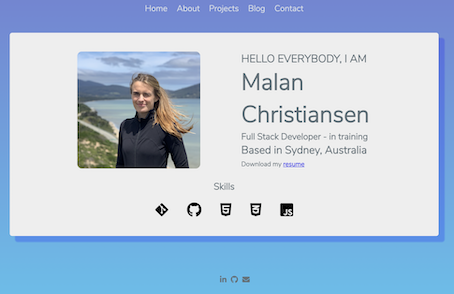 Home About Projects Blog Contact
HELLO EVERYBODY, I AM
Malan
Christiansen
Full Stack Developer - in training
Based in Sydney, Australia
Download my resume
Skills
JS
in